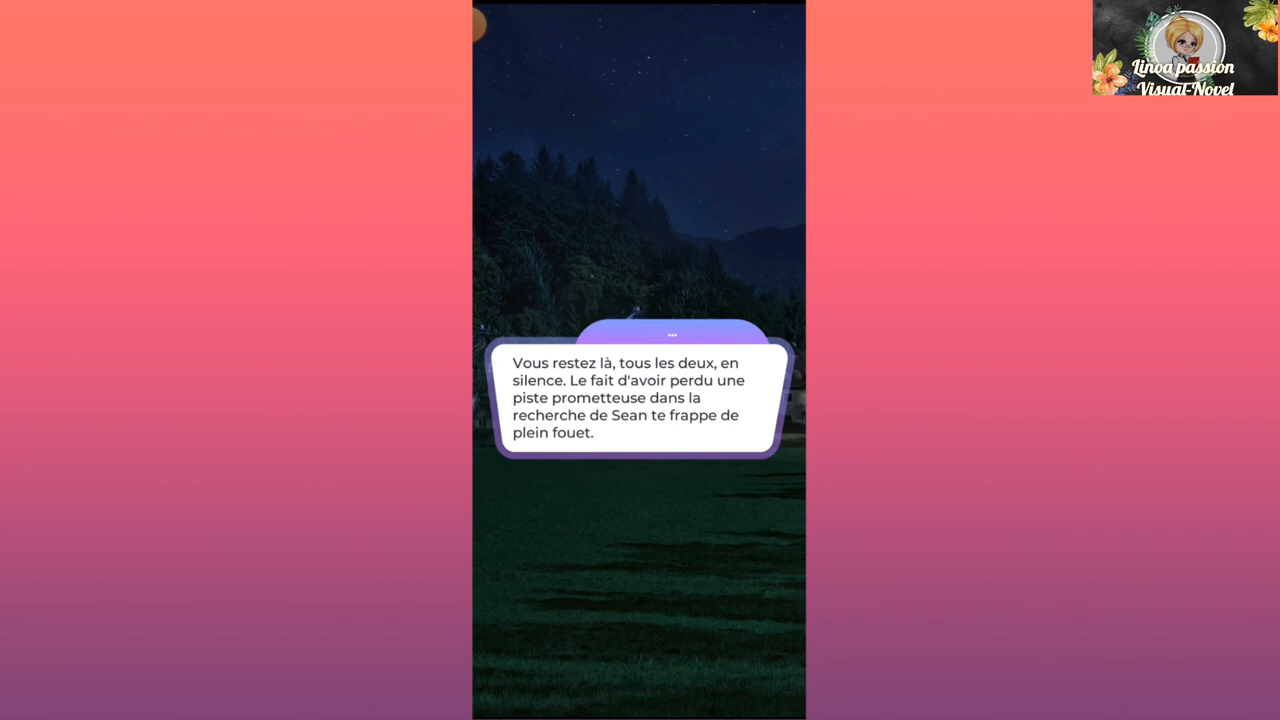 Linoa passion
Visual-Novel
...
Vous restez là, tous les deux, en
silence. Le fait d'avoir perdu une
piste prometteuse dans la
recherche de Sean te frappe de
plein fouet.